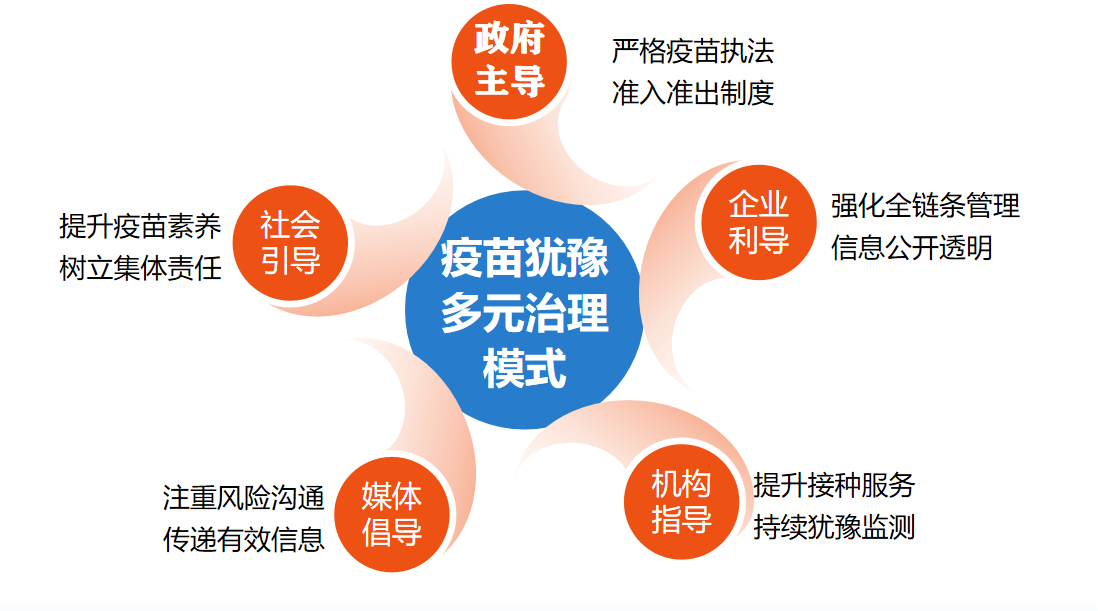 政府
主导
严格疫苗执法
准入准出制度
企业
利导
强化全链条管理
信息公开透明
机构
指导
提升接种服务
持续犹豫监测
媒体
倡导
注重风险沟通
传递有效信息
社会
引导
提升疫苗素养
树立集体责任
疫苗犹豫
多元治理
模式